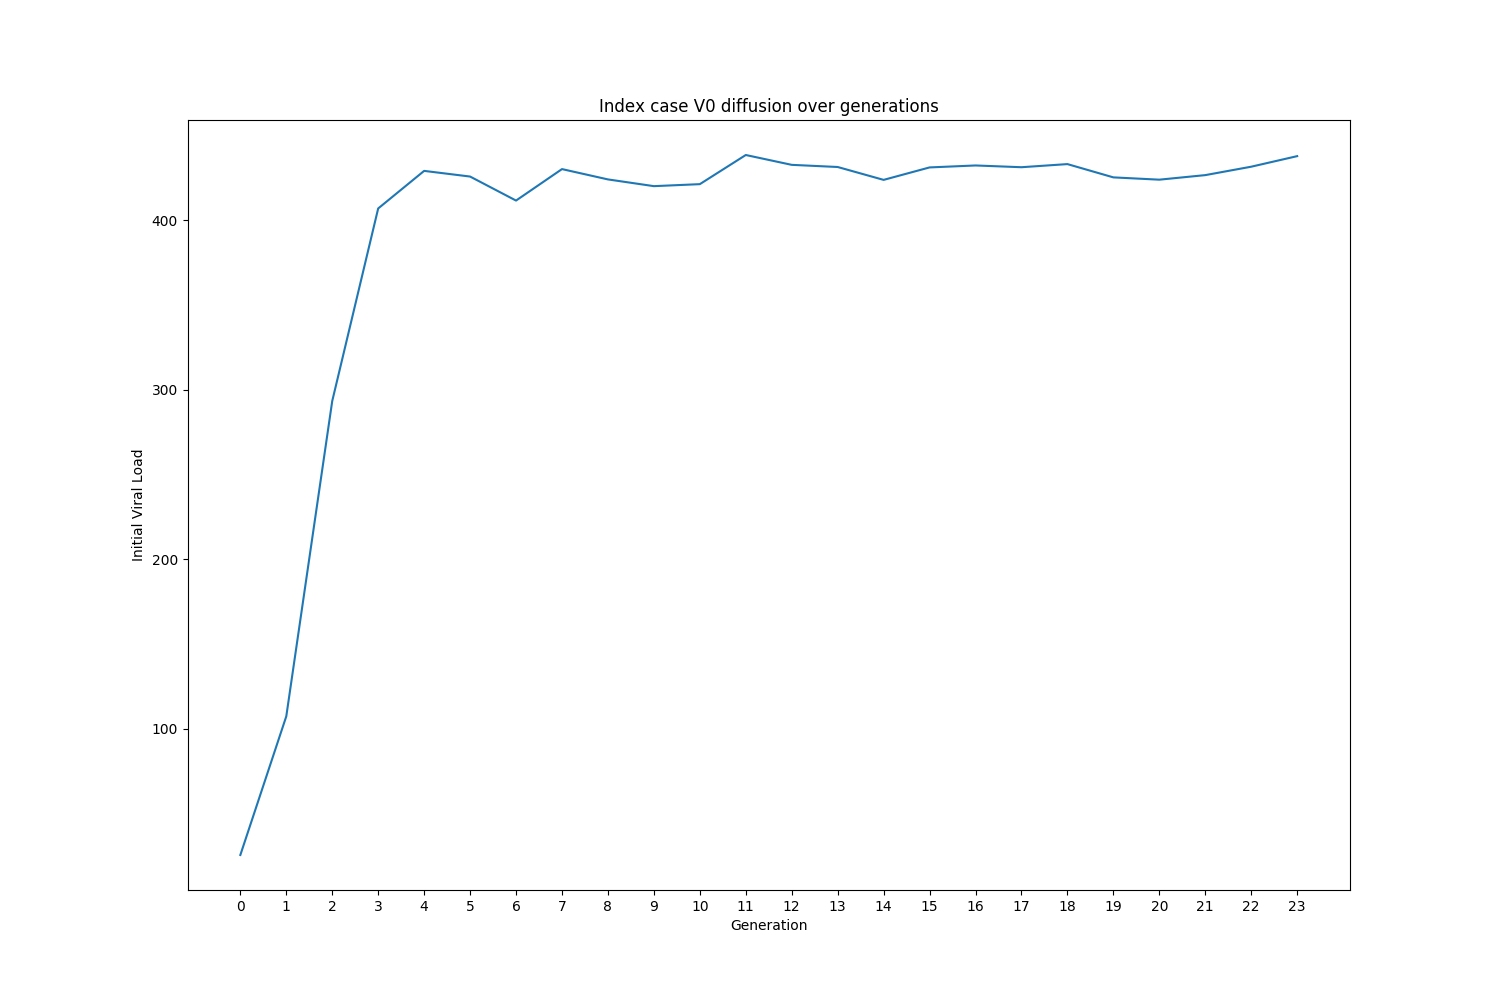 Index case V0 diffusion over generations
400
300
200
100
Initial Viral Load
0 1 2 3 4 5 6 7 8 9 10 11 12 13 14 15 16 17 18 19 20 21 22 23
Generation